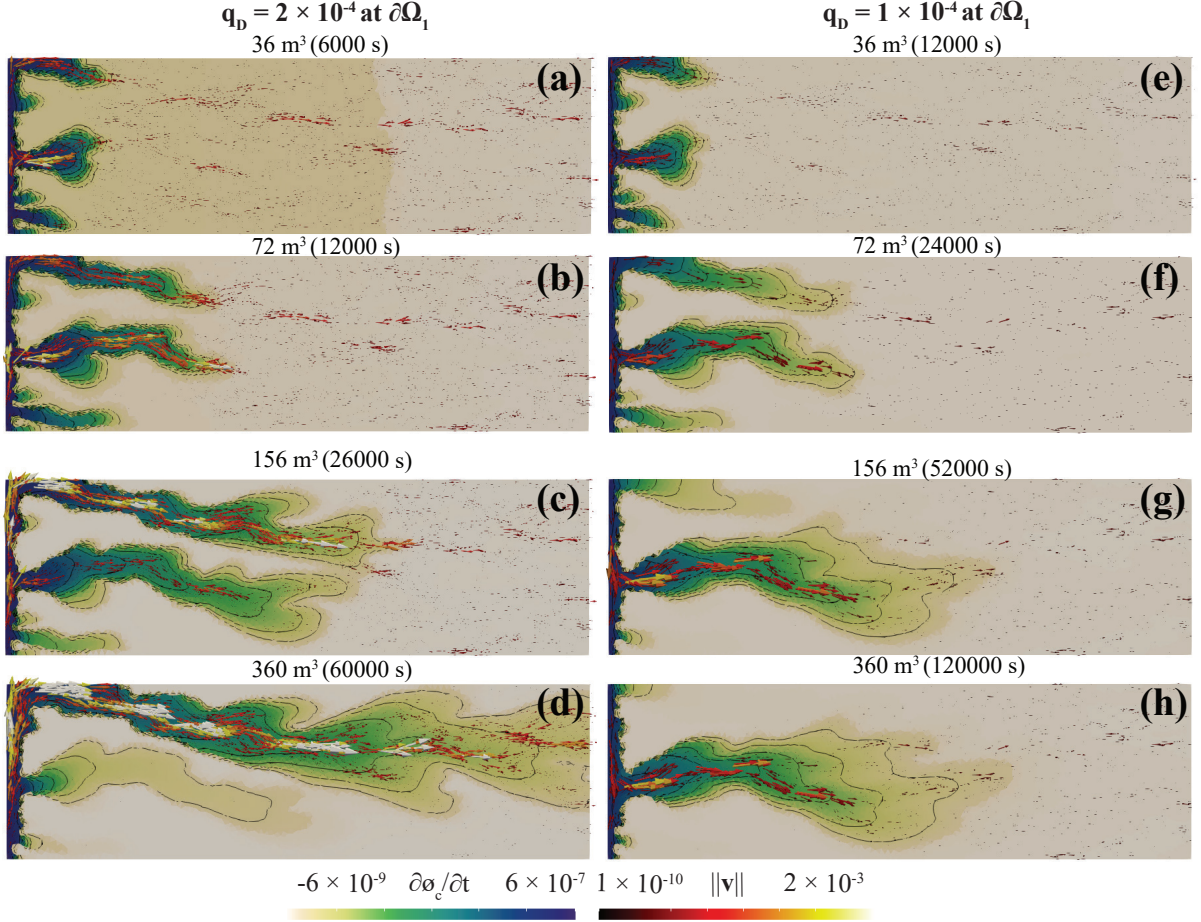 q_D = 2 × 10⁻⁴ at ∂Ω₁
q_D = 1 × 10⁻⁴ at ∂Ω₁
36 m³ (6000 s)
36 m³ (12000 s)
(a)
(e)
72 m³ (12000 s)
72 m³ (24000 s)
(b)
(f)
156 m³ (26000 s)
156 m³ (52000 s)
(c)
(g)
360 m³ (60000 s)
360 m³ (120000 s)
(d)
(h)
-6 × 10⁻⁹ ∂ø_c/∂t 6 × 10⁻⁷ 1 × 10⁻¹⁰ ||v|| 2 × 10⁻³